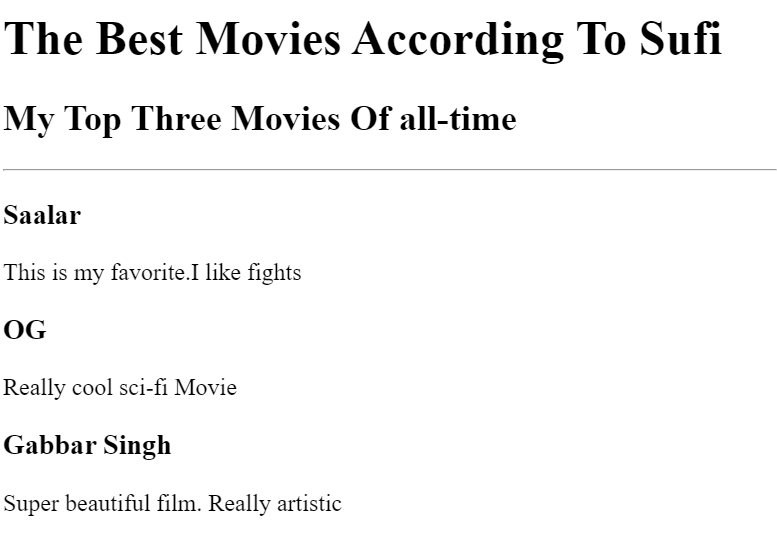 The Best Movies According To Sufi
My Top Three Movies Of all-time
Saalar
This is my favorite.I like fights
OG
Really cool sci-fi Movie
Gabbar Singh
Super beautiful film. Really artistic